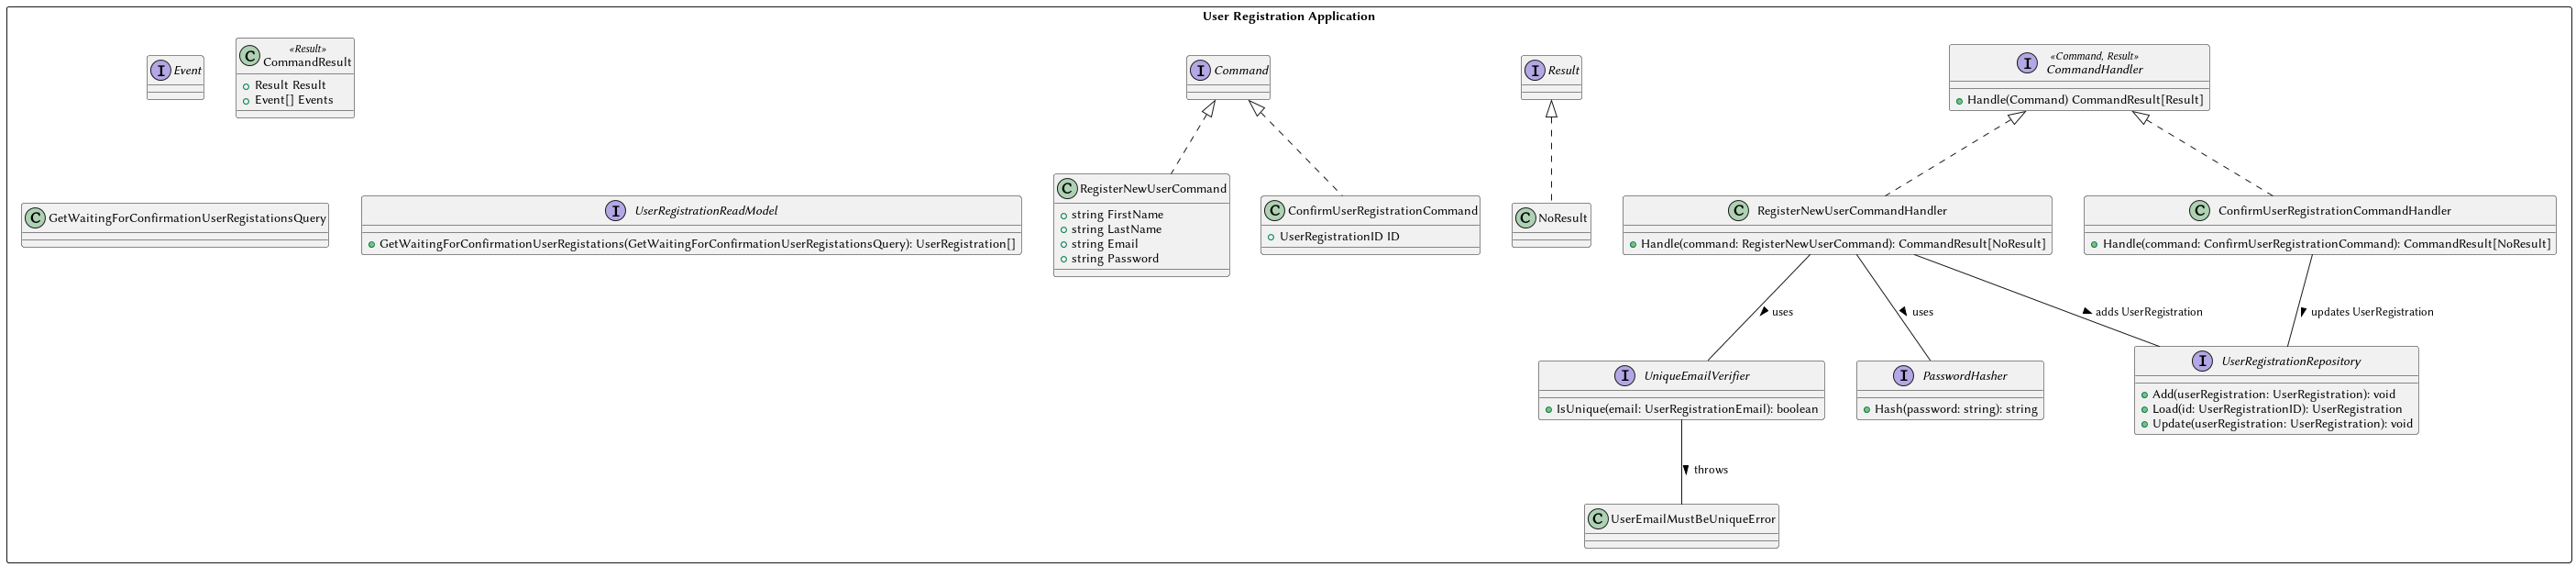 User Registration Application
I Event
C «Result»
CommandResult
Result Result
Event[] Events
I Command
I Result
I «Command, Result»
CommandHandler
Handle(Command) CommandResult[Result]
C GetWaitingForConfirmationUserRegistationsQuery
I UserRegistrationReadModel
GetWaitingForConfirmationUserRegistations(GetWaitingForConfirmationUserRegistationsQuery): UserRegistration[]
C RegisterNewUserCommand
string FirstName
string LastName
string Email
string Password
C ConfirmUserRegistrationCommand
UserRegistrationID ID
C NoResult
C RegisterNewUserCommandHandler
Handle(command: RegisterNewUserCommand): CommandResult[NoResult]
C ConfirmUserRegistrationCommandHandler
Handle(command: ConfirmUserRegistrationCommand): CommandResult[NoResult]
uses
uses
adds UserRegistration
updates UserRegistration
I UniqueEmailVerifier
IsUnique(email: UserRegistrationEmail): boolean
I PasswordHasher
Hash(password: string): string
I UserRegistrationRepository
Add(userRegistration: UserRegistration): void
Load(id: UserRegistrationID): UserRegistration
Update(userRegistration: UserRegistration): void
throws
C UserEmailMustBeUniqueError